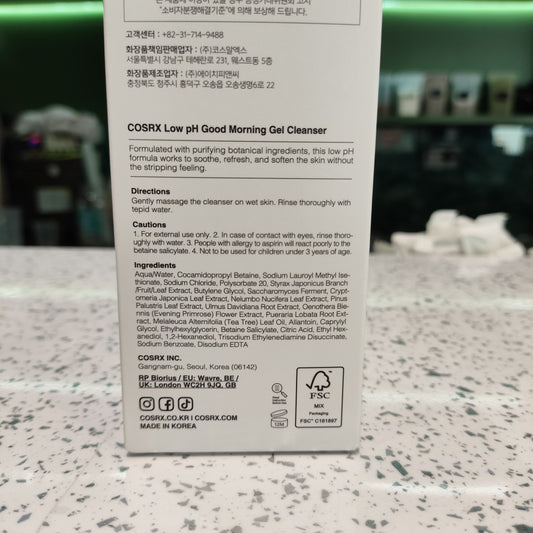 "소비자분쟁해결기준"에 의해 보상해 드립니다.
고객센터 : +82-31-714-9488
화장품책임판매업자 : (주)코스알엑스
서울특별시 강남구 테헤란로 231, 웨스트동 5층
화장품제조업자 : (주)에이치피앤씨
충청북도 청주시 흥덕구 오송읍 오송생명6로 22
COSRX Low pH Good Morning Gel Cleanser
Formulated with purifying botanical ingredients, this low pH
formula works to soothe, refresh, and soften the skin without
the stripping feeling.
Directions
Gently massage the cleanser on wet skin. Rinse thoroughly with
tepid water.
Cautions
1. For external use only. 2. In case of contact with eyes, rinse thoro-
ughly with water. 3. People with allergy to aspirin will react poorly to the
betaine salicylate. 4. Not to be used for children under 3 years of age.
Ingredients
Aqua/Water, Cocamidopropyl Betaine, Sodium Lauroyl Methyl Ise-
thionate, Sodium Chloride, Polysorbate 20, Styrax Japonicus Branch
/Fruit/Leaf Extract, Butylene Glycol, Saccharomyces Ferment, Crypt-
omeria Japonica Leaf Extract, Nelumbo Nucifera Leaf Extract, Pinus
Palustris Leaf Extract, Ulmus Davidiana Root Extract, Oenothera Bie-
nnis (Evening Primrose) Flower Extract, Pueraria Lobata Root Ext-
ract, Melaleuca Alternifolia (Tea Tree) Leaf Oil, Allantoin, Caprylyl
Glycol, Ethylhexylglycerin, Betaine Salicylate, Citric Acid, Ethyl Hex-
anediol, 1,2-Hexanediol, Trisodium Ethylenediamine Disuccinate,
Sodium Benzoate, Disodium EDTA
COSRX INC.
Gangnam-gu, Seoul, Korea (06142)
RP Biorius / EU: Wavre, BE /
UK: London WC2H 9JQ, GB
COSRX.CO.KR I COSRX.COM
MADE IN KOREA
12M
FSC
MIX
Packaging
FSC® C181897